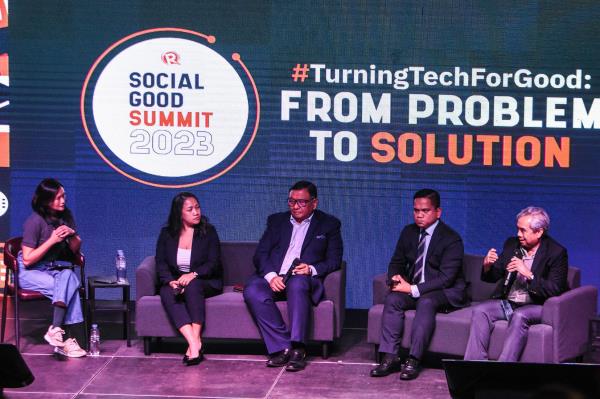 R
SOCIAL
GOOD
SUMMIT
2023
#TurningTechForGood:
FROM PROBLEM
TO SOLUTION